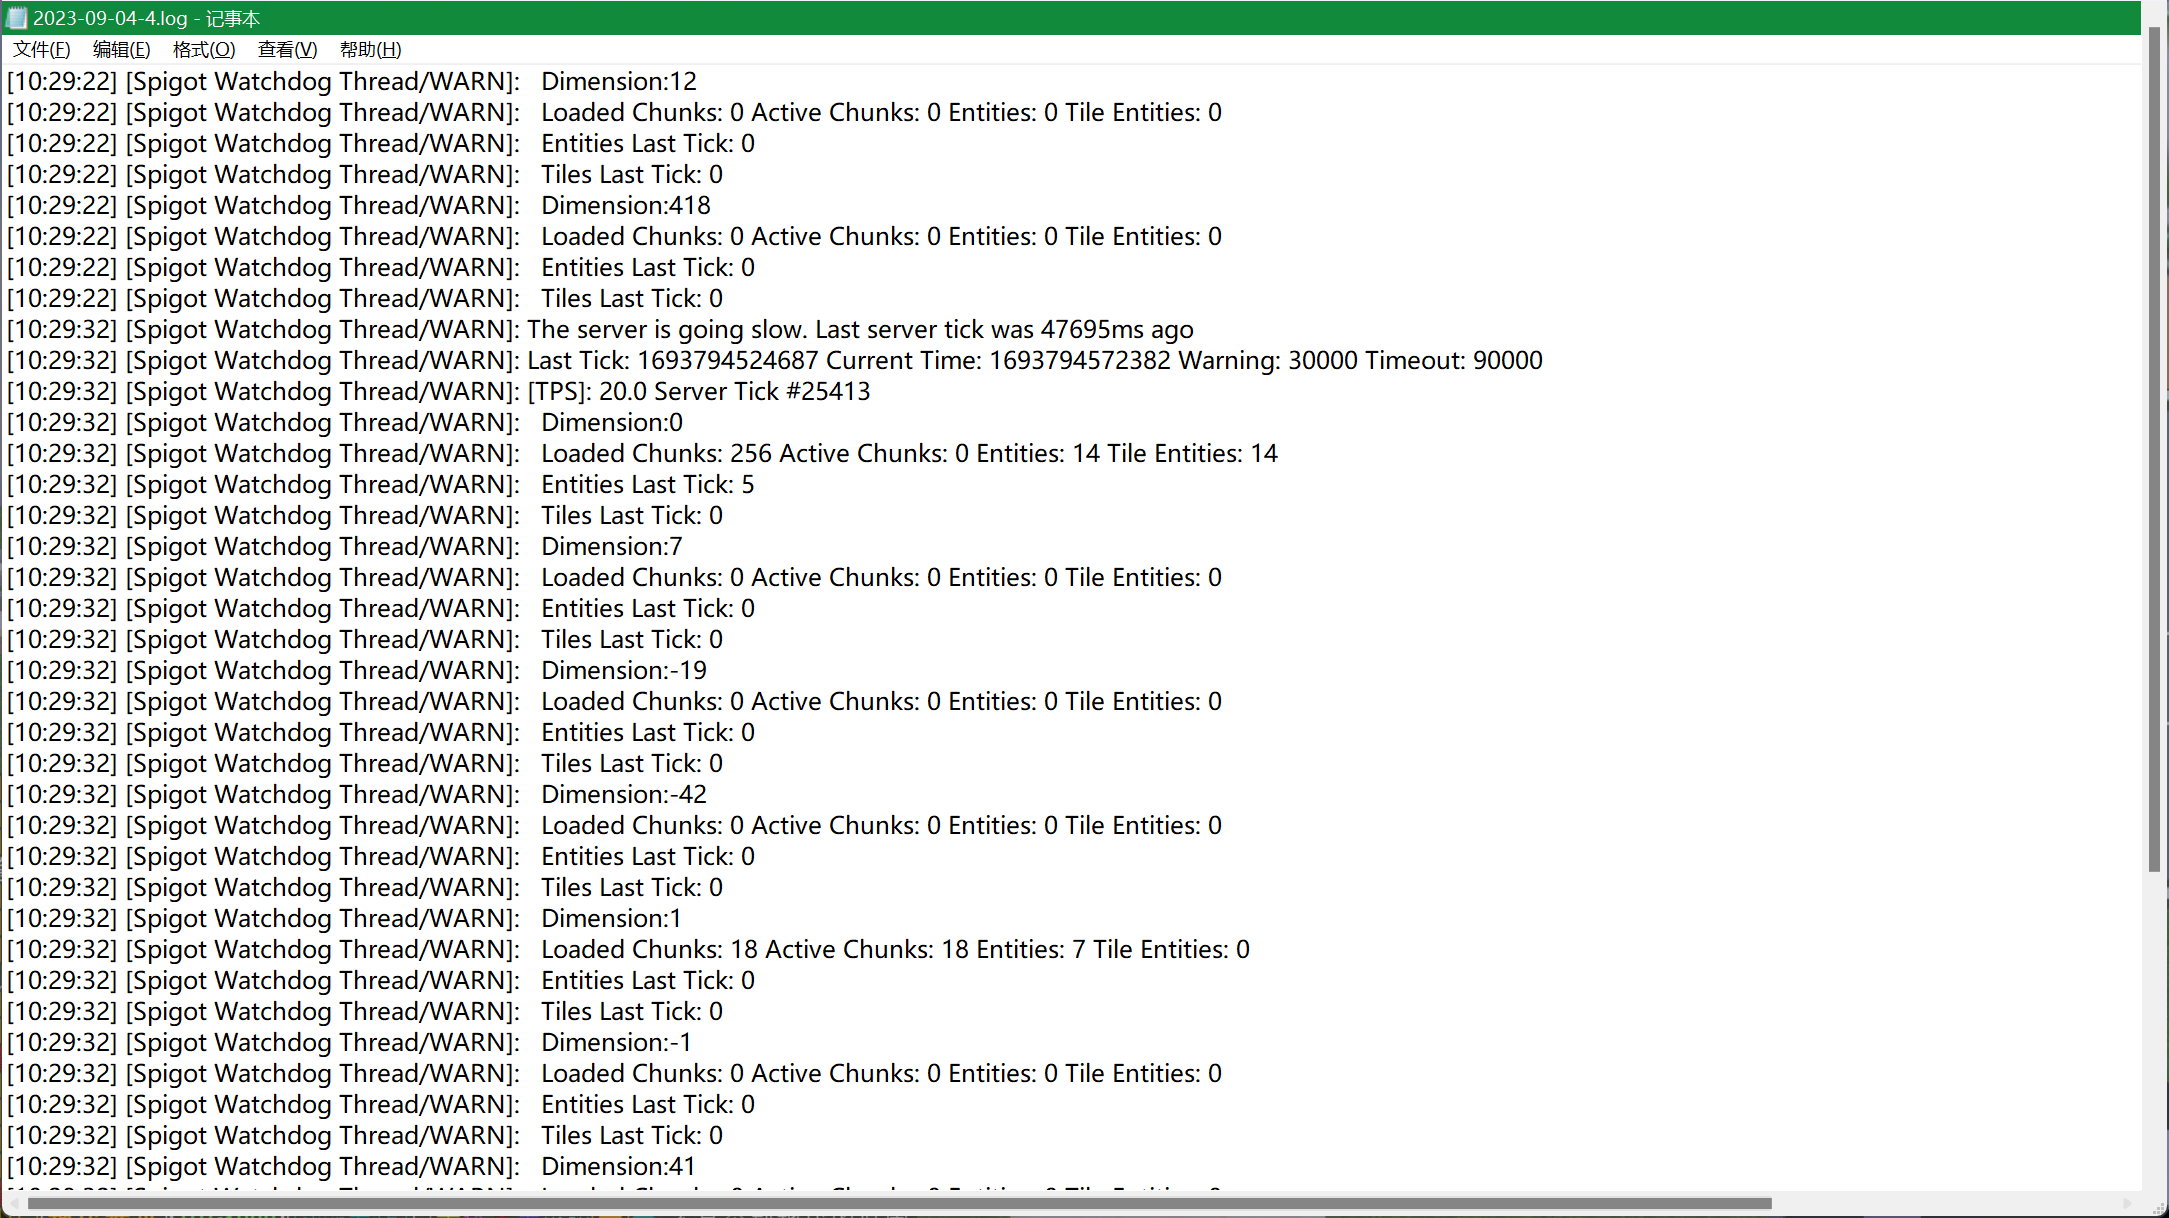 2023-09-04-4.log - 记事本
文件(F) 编辑(E) 格式(O) 查看(V) 帮助(H)
[10:29:22] [Spigot Watchdog Thread/WARN]:   Dimension:12
[10:29:22] [Spigot Watchdog Thread/WARN]:   Loaded Chunks: 0 Active Chunks: 0 Entities: 0 Tile Entities: 0
[10:29:22] [Spigot Watchdog Thread/WARN]:   Entities Last Tick: 0
[10:29:22] [Spigot Watchdog Thread/WARN]:   Tiles Last Tick: 0
[10:29:22] [Spigot Watchdog Thread/WARN]:   Dimension:418
[10:29:22] [Spigot Watchdog Thread/WARN]:   Loaded Chunks: 0 Active Chunks: 0 Entities: 0 Tile Entities: 0
[10:29:22] [Spigot Watchdog Thread/WARN]:   Entities Last Tick: 0
[10:29:22] [Spigot Watchdog Thread/WARN]:   Tiles Last Tick: 0
[10:29:32] [Spigot Watchdog Thread/WARN]: The server is going slow. Last server tick was 47695ms ago
[10:29:32] [Spigot Watchdog Thread/WARN]: Last Tick: 1693794524687 Current Time: 1693794572382 Warning: 30000 Timeout: 90000
[10:29:32] [Spigot Watchdog Thread/WARN]: [TPS]: 20.0 Server Tick #25413
[10:29:32] [Spigot Watchdog Thread/WARN]:   Dimension:0
[10:29:32] [Spigot Watchdog Thread/WARN]:   Loaded Chunks: 256 Active Chunks: 0 Entities: 14 Tile Entities: 14
[10:29:32] [Spigot Watchdog Thread/WARN]:   Entities Last Tick: 5
[10:29:32] [Spigot Watchdog Thread/WARN]:   Tiles Last Tick: 0
[10:29:32] [Spigot Watchdog Thread/WARN]:   Dimension:7
[10:29:32] [Spigot Watchdog Thread/WARN]:   Loaded Chunks: 0 Active Chunks: 0 Entities: 0 Tile Entities: 0
[10:29:32] [Spigot Watchdog Thread/WARN]:   Entities Last Tick: 0
[10:29:32] [Spigot Watchdog Thread/WARN]:   Tiles Last Tick: 0
[10:29:32] [Spigot Watchdog Thread/WARN]:   Dimension:-19
[10:29:32] [Spigot Watchdog Thread/WARN]:   Loaded Chunks: 0 Active Chunks: 0 Entities: 0 Tile Entities: 0
[10:29:32] [Spigot Watchdog Thread/WARN]:   Entities Last Tick: 0
[10:29:32] [Spigot Watchdog Thread/WARN]:   Tiles Last Tick: 0
[10:29:32] [Spigot Watchdog Thread/WARN]:   Dimension:-42
[10:29:32] [Spigot Watchdog Thread/WARN]:   Loaded Chunks: 0 Active Chunks: 0 Entities: 0 Tile Entities: 0
[10:29:32] [Spigot Watchdog Thread/WARN]:   Entities Last Tick: 0
[10:29:32] [Spigot Watchdog Thread/WARN]:   Tiles Last Tick: 0
[10:29:32] [Spigot Watchdog Thread/WARN]:   Dimension:1
[10:29:32] [Spigot Watchdog Thread/WARN]:   Loaded Chunks: 18 Active Chunks: 18 Entities: 7 Tile Entities: 0
[10:29:32] [Spigot Watchdog Thread/WARN]:   Entities Last Tick: 0
[10:29:32] [Spigot Watchdog Thread/WARN]:   Tiles Last Tick: 0
[10:29:32] [Spigot Watchdog Thread/WARN]:   Dimension:-1
[10:29:32] [Spigot Watchdog Thread/WARN]:   Loaded Chunks: 0 Active Chunks: 0 Entities: 0 Tile Entities: 0
[10:29:32] [Spigot Watchdog Thread/WARN]:   Entities Last Tick: 0
[10:29:32] [Spigot Watchdog Thread/WARN]:   Tiles Last Tick: 0
[10:29:32] [Spigot Watchdog Thread/WARN]:   Dimension:41